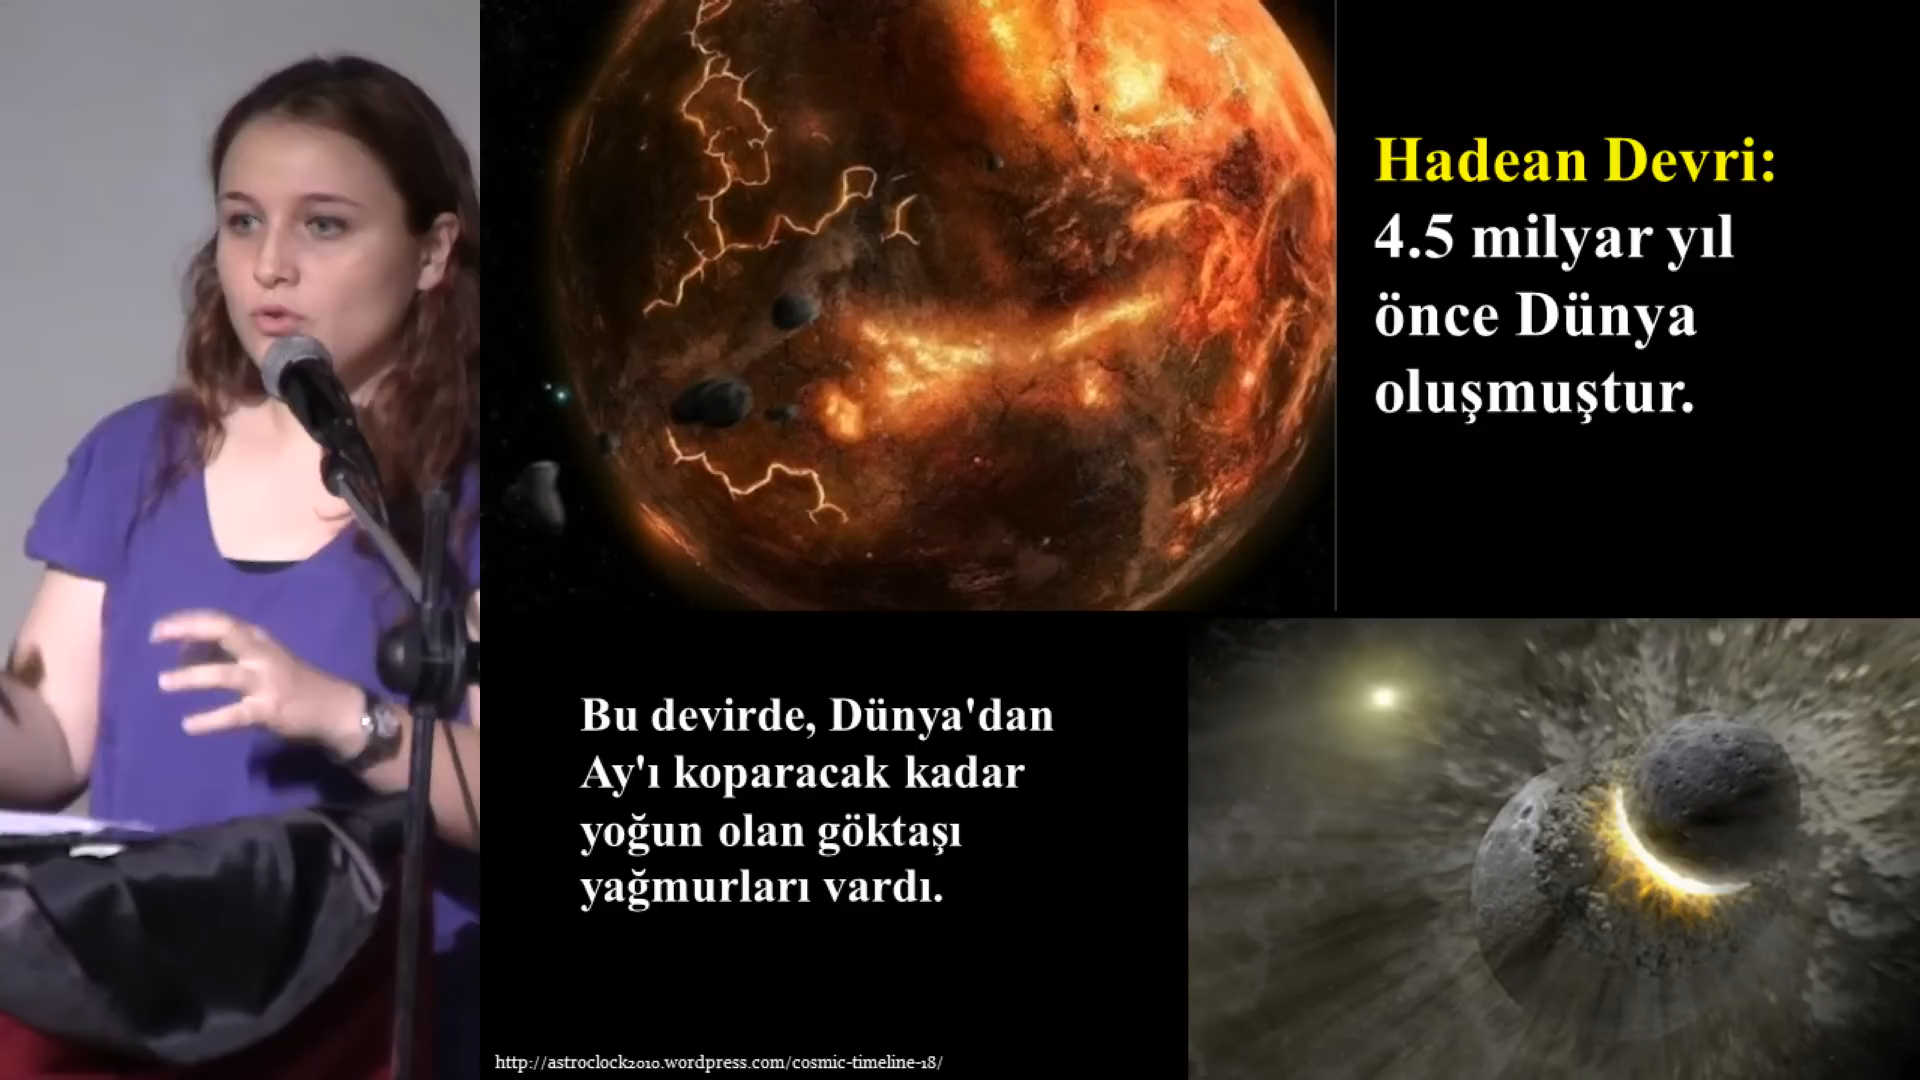 Hadean Devri:
4.5 milyar yıl
önce Dünya
oluşmuştur.
Bu devirde, Dünya'dan
Ay'ı koparacak kadar
yoğun olan göktaşı
yağmurları vardı.
http://astroclock2010.wordpress.com/cosmic-timeline-18/